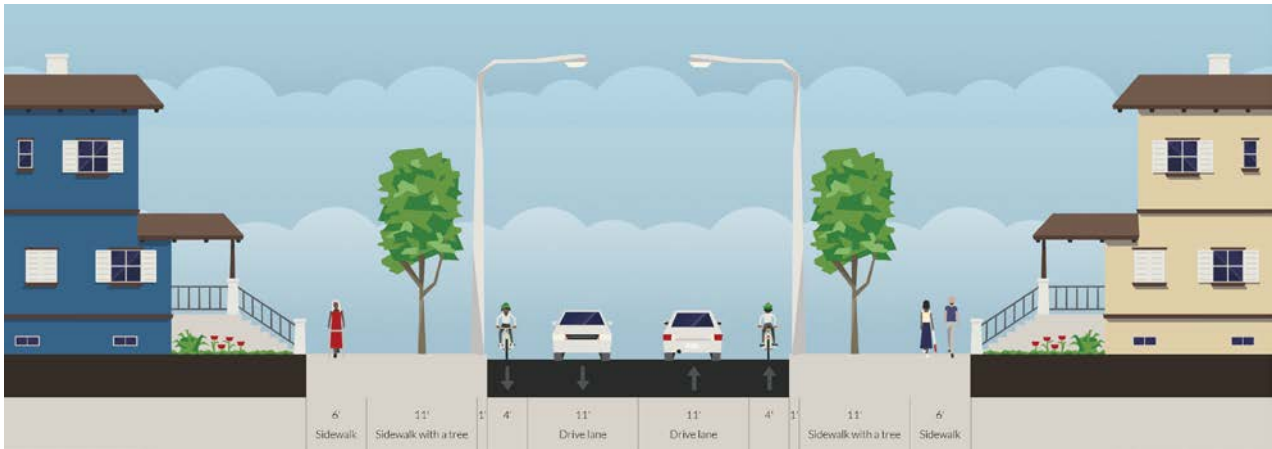 6' 11' 1' 4' 11' 11' 4' 1' 11' 6'
Sidewalk Sidewalk with a tree Drive lane Drive lane Sidewalk with a tree Sidewalk